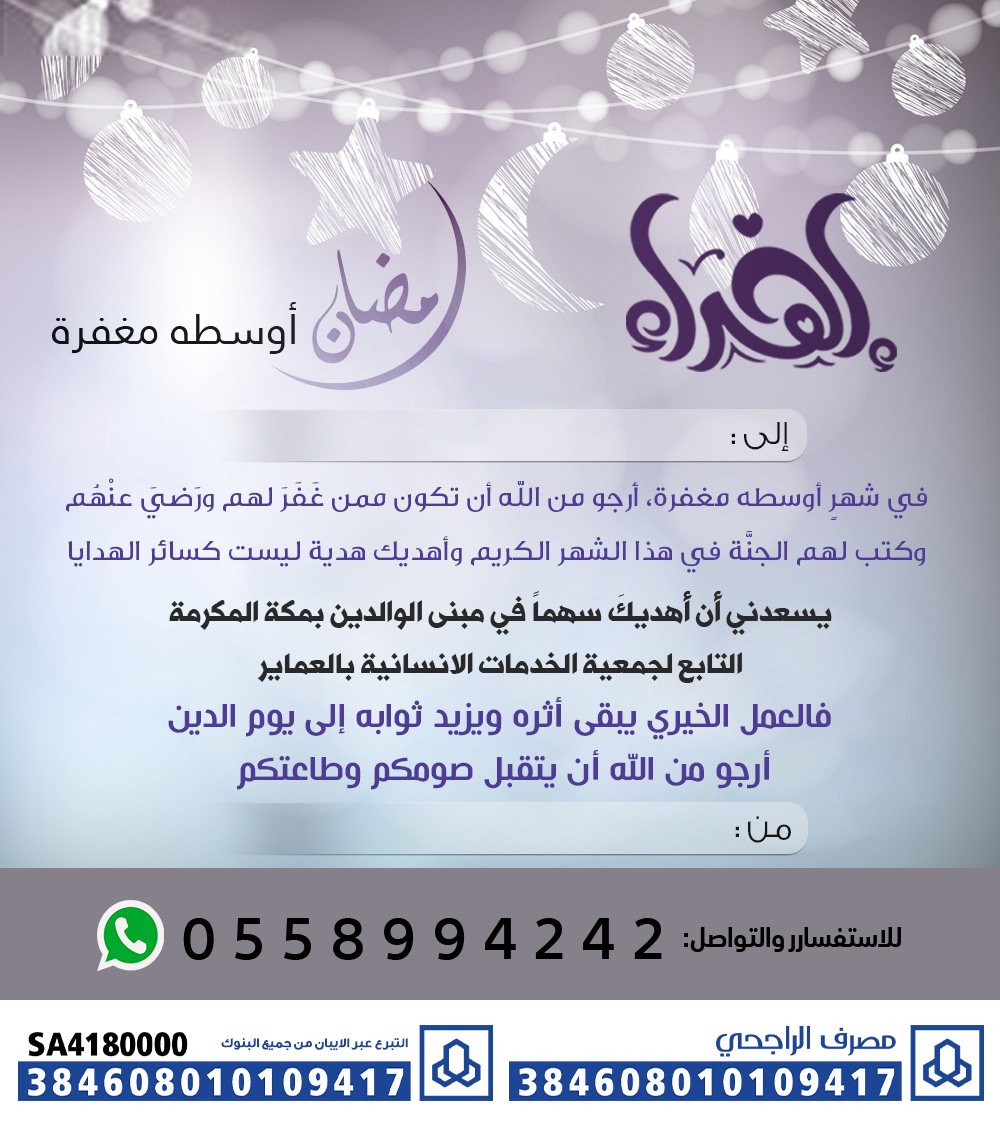 إهداء
رمضان
أوسطه مغفرة
إلى :
في شهرٍ أوسطه مغفرة، أرجو من الله أن تكون ممن غَفَرَ لهم ورَضيَ عنْهُم
وكتب لهم الجنَّة في هذا الشهر الكريم وأهديك هدية ليست كسائر الهدايا
يسعدني أن أهديكَ سهماً في مبنى الوالدين بمكة المكرمة
التابع لجمعية الخدمات الانسانية بالعماير
فالعمل الخيري يبقى أثره ويزيد ثوابه إلى يوم الدين
أرجو من الله أن يتقبل صومكم وطاعتكم
من :
للاستفسارر والتواصل: 0558994242
مصرف الراجحي
384608010109417
التبرع عبر الايبان من جميع البنوك
SA4180000
384608010109417